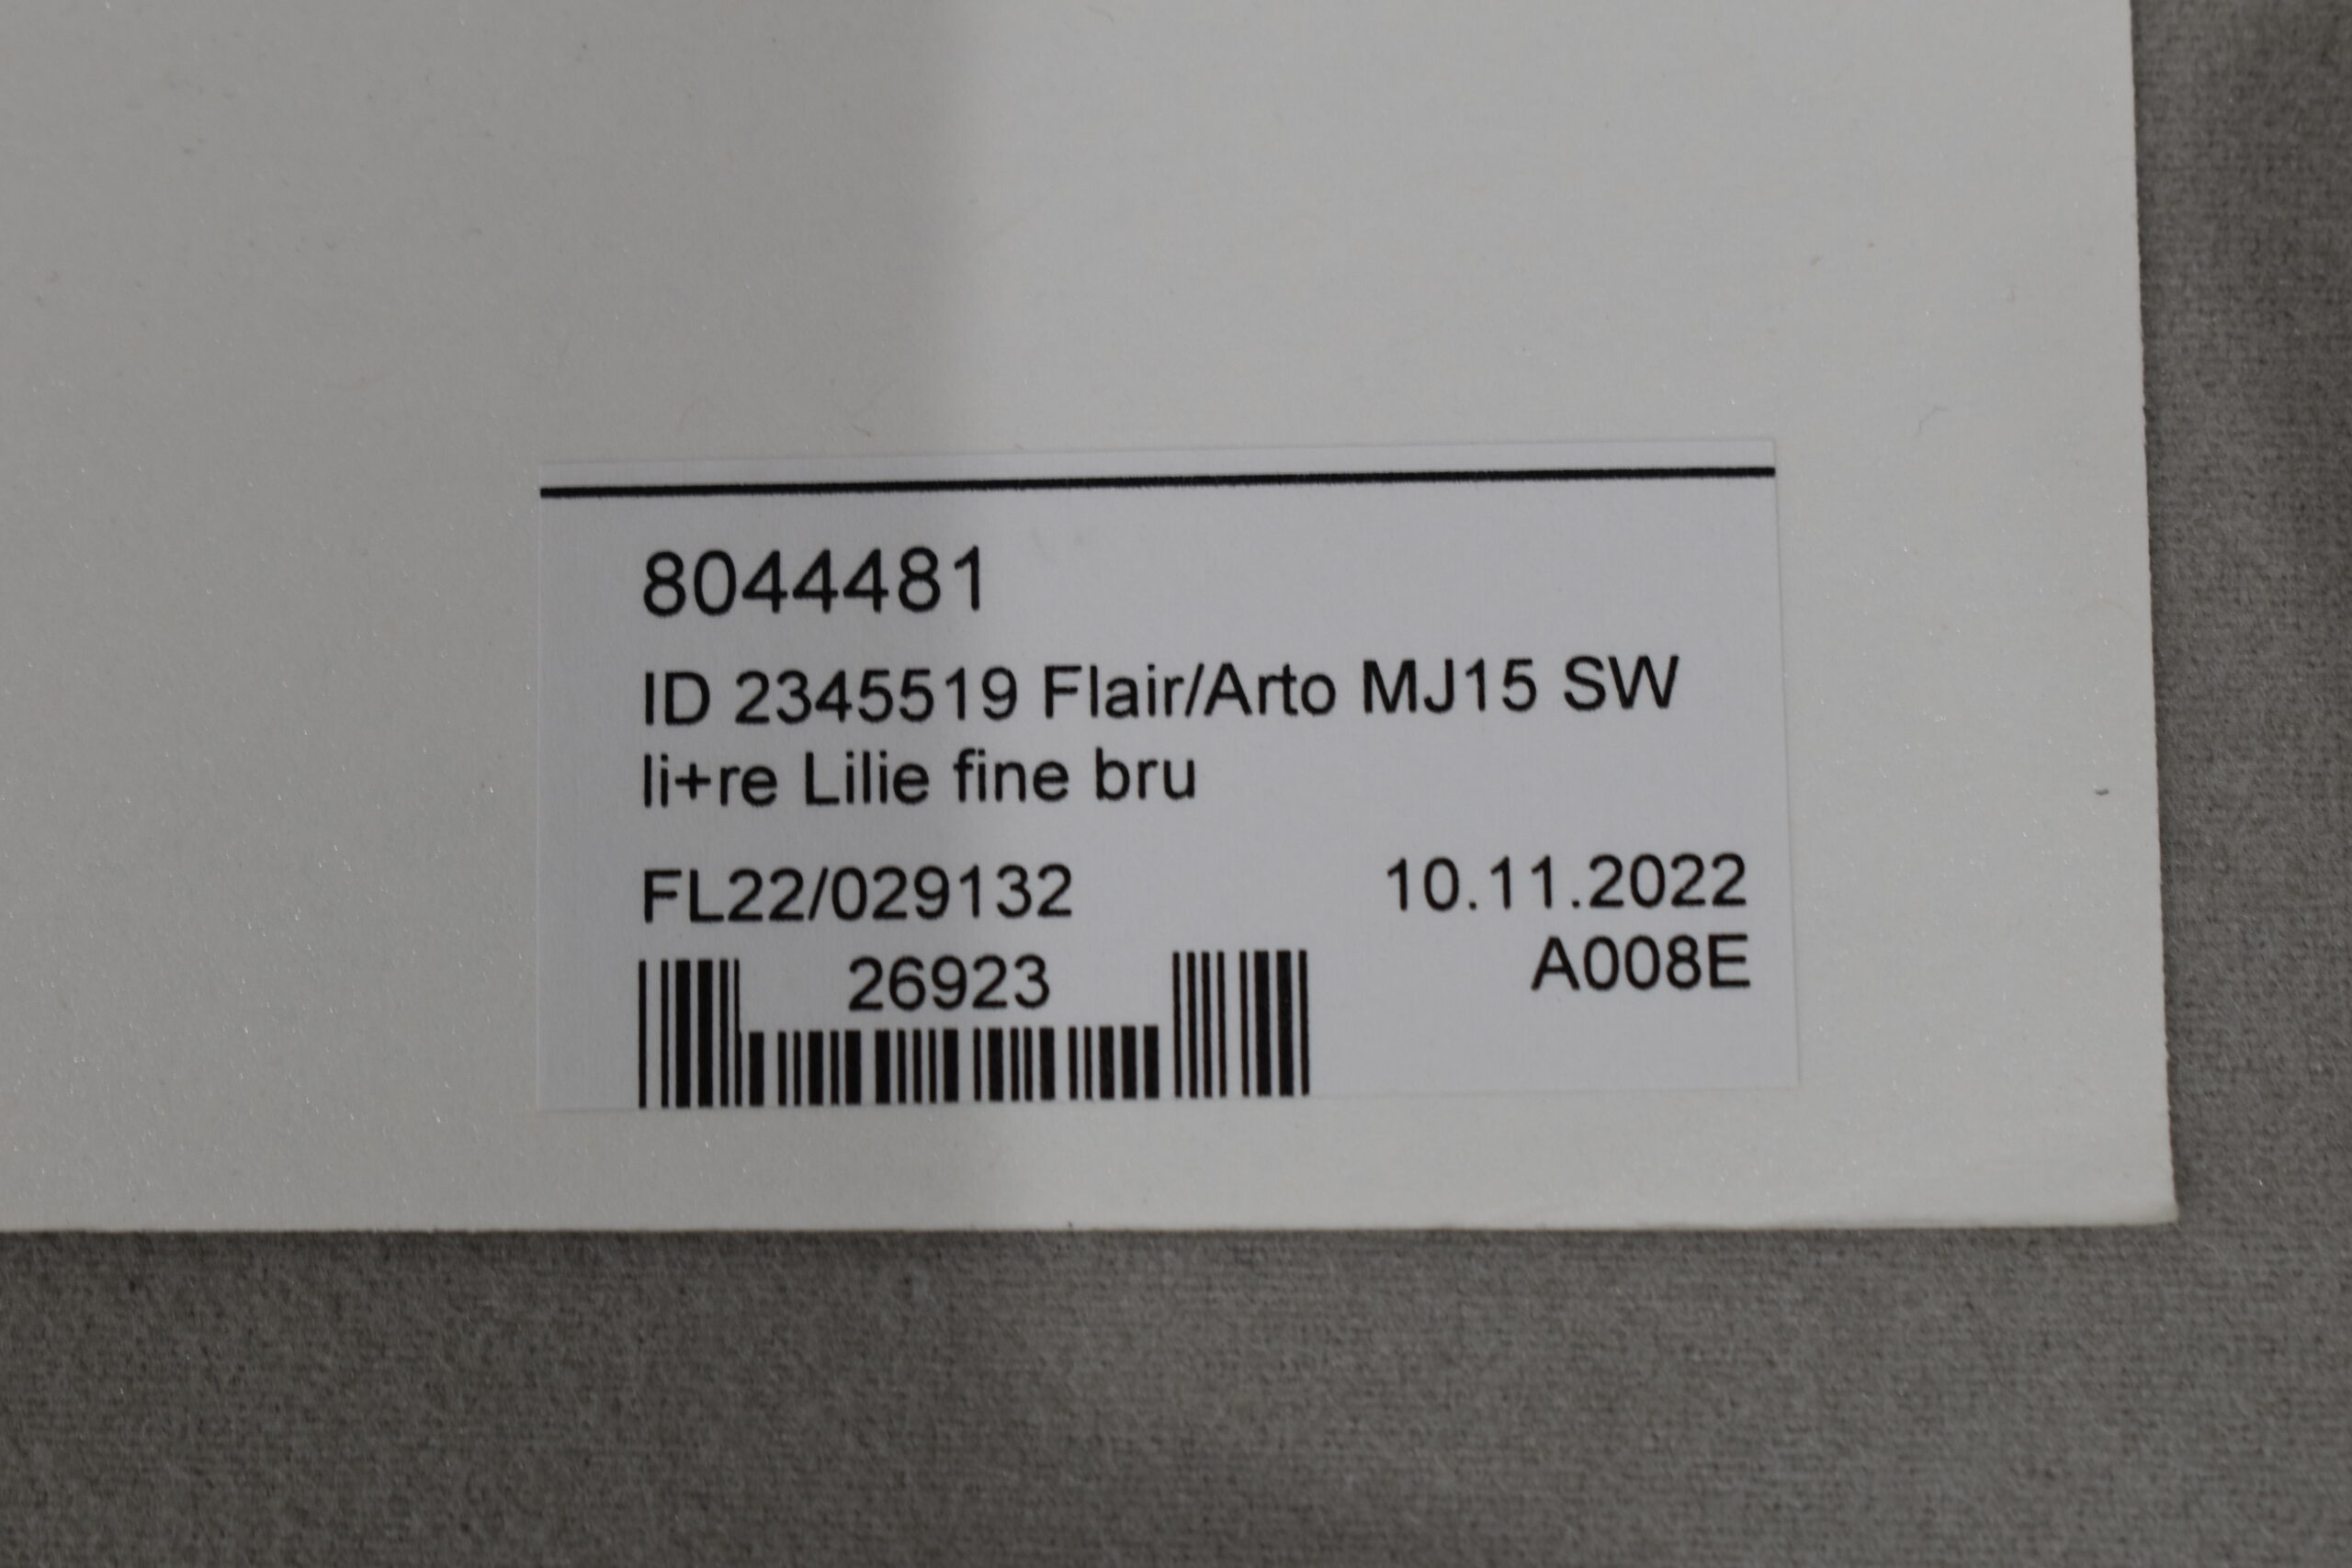 8044481
ID 2345519 Flair/Arto MJ15 SW
li+re Lilie fine bru
FL22/029132 10.11.2022
26923 A008E